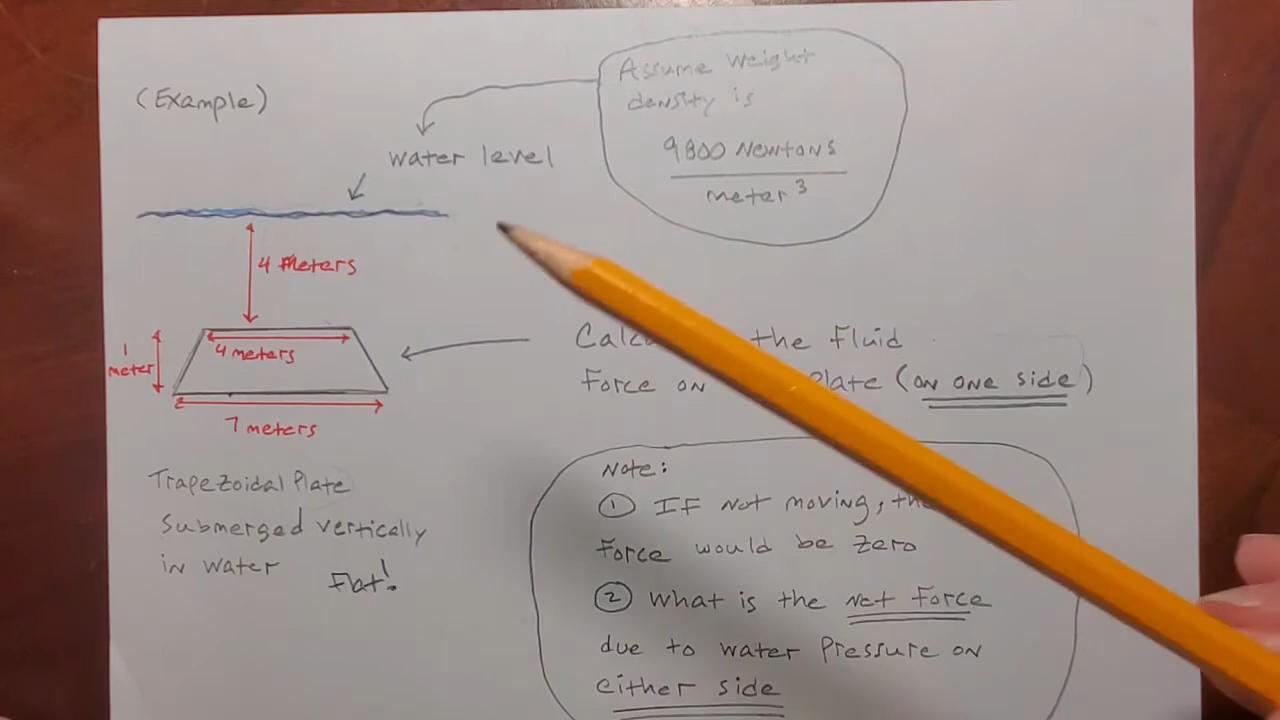 (Example)
Assume weight
density is
9800 Newtons
meter³
water level
4 meters
1
meter
4 meters
7 meters
Trapezoidal Plate
submerged vertically
in water
Flat!
the fluid
Force on Plate (on one side)
Note:
① If not moving,
force would be zero
② What is the net force
due to water pressure on
either side